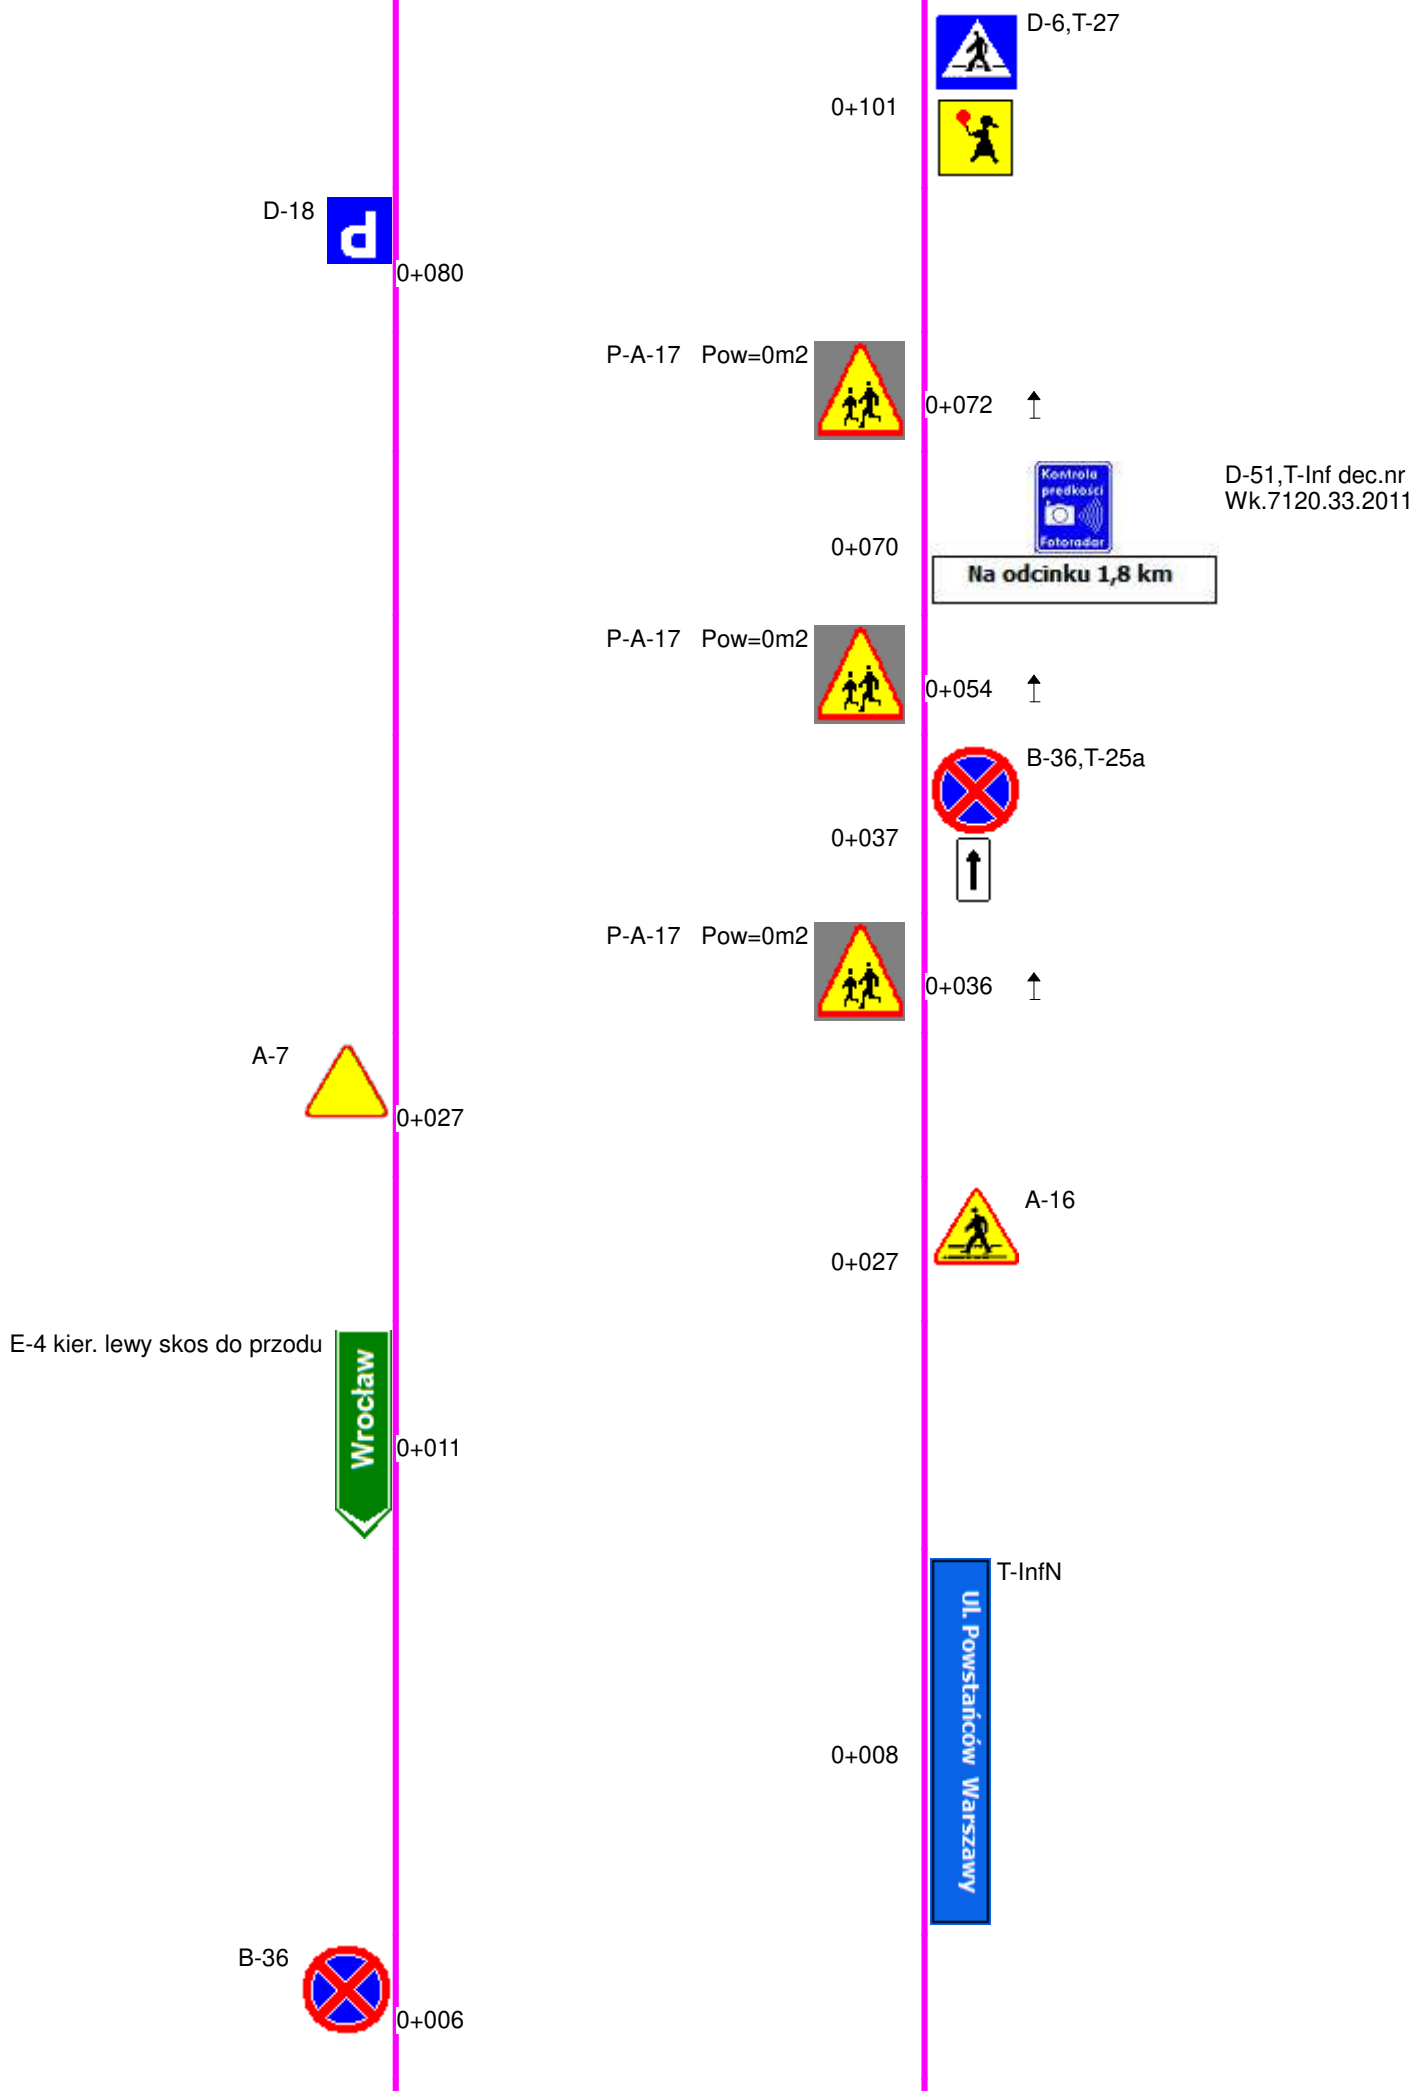 D-6,T-27
0+101
D-18
P
0+080
P-A-17 Pow=0m2
0+072
D-51,T-Inf dec.nr
Wk.7120.33.2011
Kontrola
prędkości
Fotoradar
0+070
Na odcinku 1,8 km
P-A-17 Pow=0m2
0+054
B-36,T-25a
0+037
P-A-17 Pow=0m2
0+036
A-7
0+027
A-16
0+027
E-4 kier. lewy skos do przodu
Wrocław
0+011
T-InfN
Ul. Powstańców Warszawy
0+008
B-36
0+006